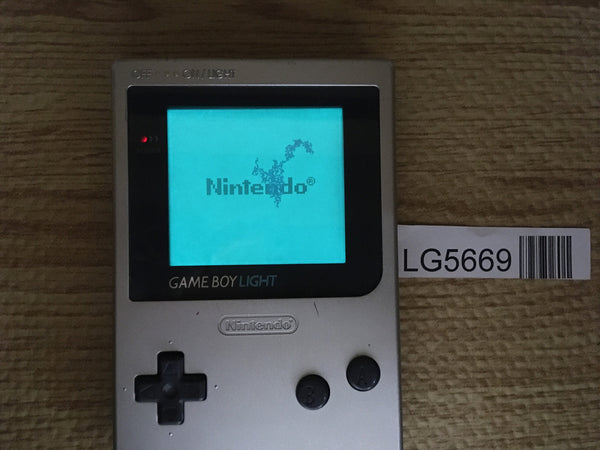 OFF ◦ ◦ ◦ ON/LIGHT
Nintendo®
LG5669
GAME BOY LIGHT
Nintendo®
A
B